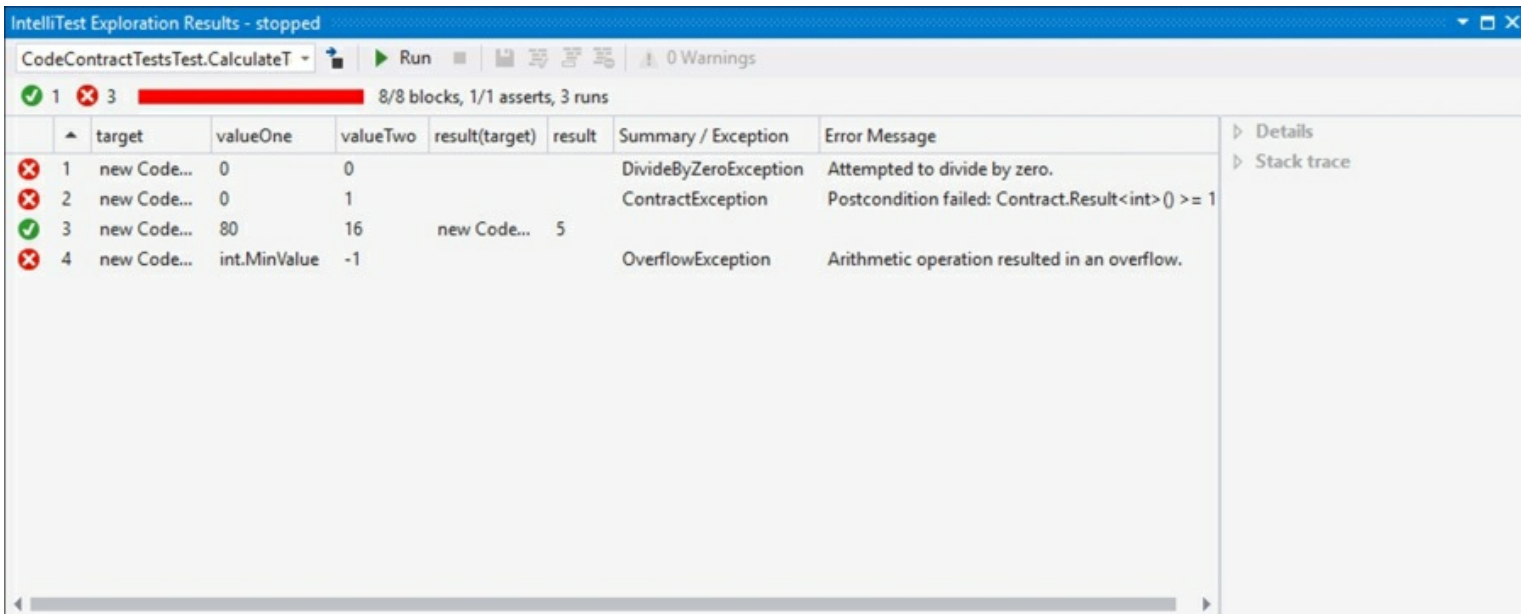 IntelliTest Exploration Results - stopped
CodeContractTestsTest.CalculateT Run 0 Warnings
1 3 8/8 blocks, 1/1 asserts, 3 runs
target valueOne valueTwo result(target) result Summary / Exception Error Message
1 new Code... 0 0 DivideByZeroException Attempted to divide by zero.
2 new Code... 0 1 ContractException Postcondition failed: Contract.Result<int>() >= 1
3 new Code... 80 16 new Code... 5
4 new Code... int.MinValue -1 OverflowException Arithmetic operation resulted in an overflow.
Details
Stack trace